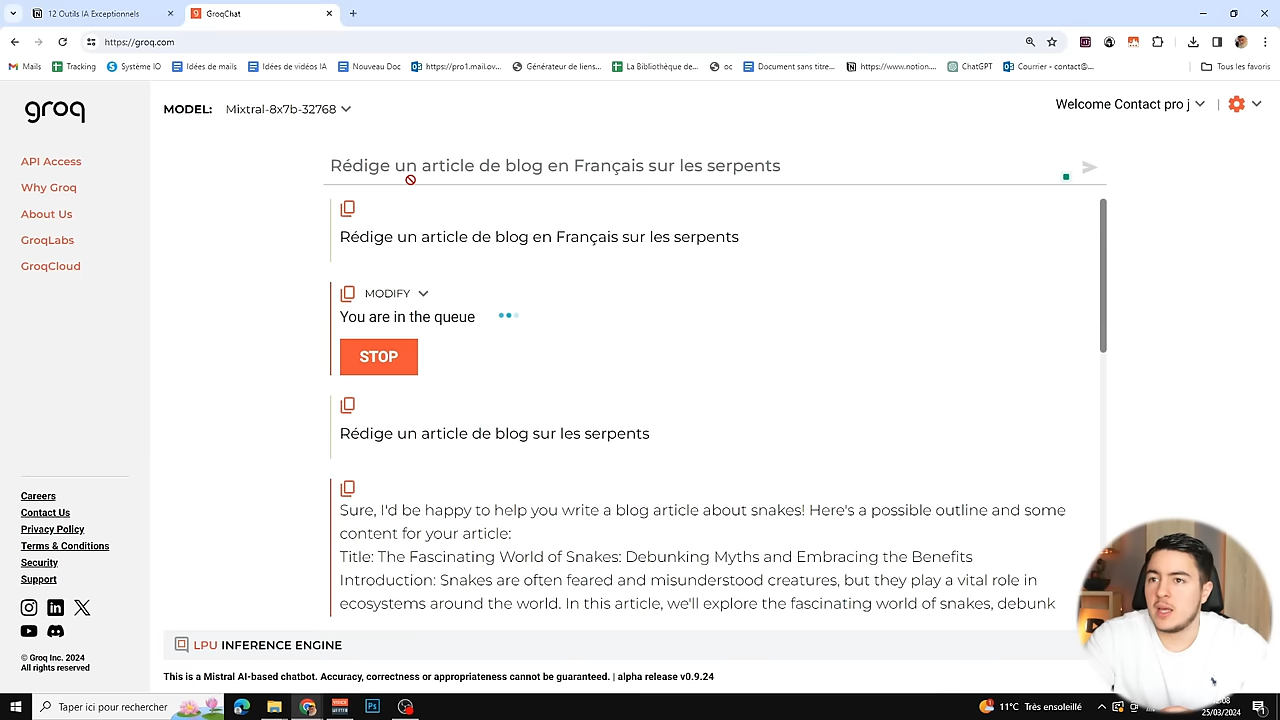 12 Outils IA Exceptionnels
GroqChat
https://groq.com
Mails
Tracking
Système IO
Idées de mails
Idées de vidéos IA
Nouveau Doc
https://pro1.mail.ov...
Générateur de liens...
La Bibliothèque de...
oc
Document sans titre...
https://www.notion...
ChatGPT
Courrier - contact@...
Tous les favoris
groq
MODEL: Mixtral-8x7b-32768
Welcome Contact pro j
API Access
Why Groq
About Us
GroqLabs
GroqCloud
Rédige un article de blog en Français sur les serpents
Rédige un article de blog en Français sur les serpents
MODIFY
You are in the queue
STOP
Rédige un article de blog sur les serpents
Sure, I'd be happy to help you write a blog article about snakes! Here's a possible outline and some
content for your article:
Title: The Fascinating World of Snakes: Debunking Myths and Embracing the Benefits
Introduction: Snakes are often feared and misunderstood creatures, but they play a vital role in
ecosystems around the world. In this article, we'll explore the fascinating world of snakes, debunk
Careers
Contact Us
Privacy Policy
Terms & Conditions
Security
Support
© Groq Inc. 2024
All rights reserved
LPU INFERENCE ENGINE
This is a Mistral AI-based chatbot. Accuracy, correctness or appropriateness cannot be guaranteed. | alpha release v0.9.24
Taper ici pour rechercher
Ps
11°C Très ensoleillé
25/03/2024